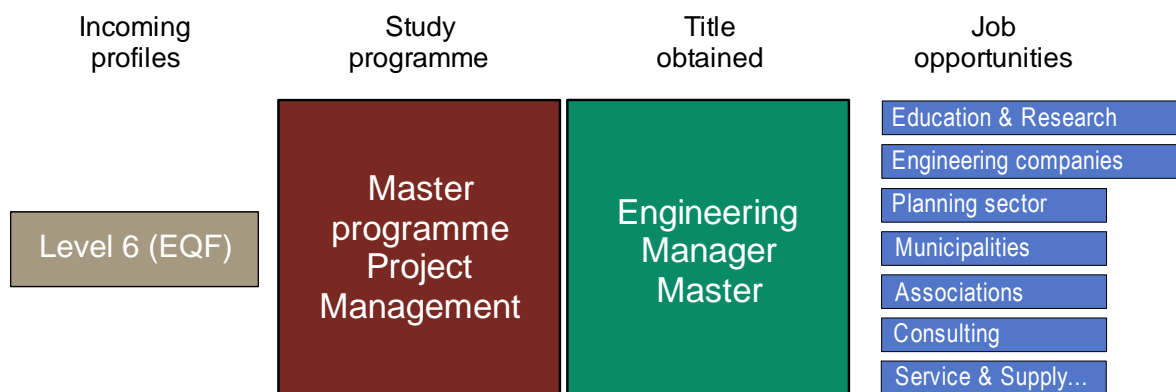 Incoming
profiles
Study
programme
Title
obtained
Job
opportunities
Level 6 (EQF)
Master
programme
Project
Management
Engineering
Manager
Master
Education & Research
Engineering companies
Planning sector
Municipalities
Associations
Consulting
Service & Supply...